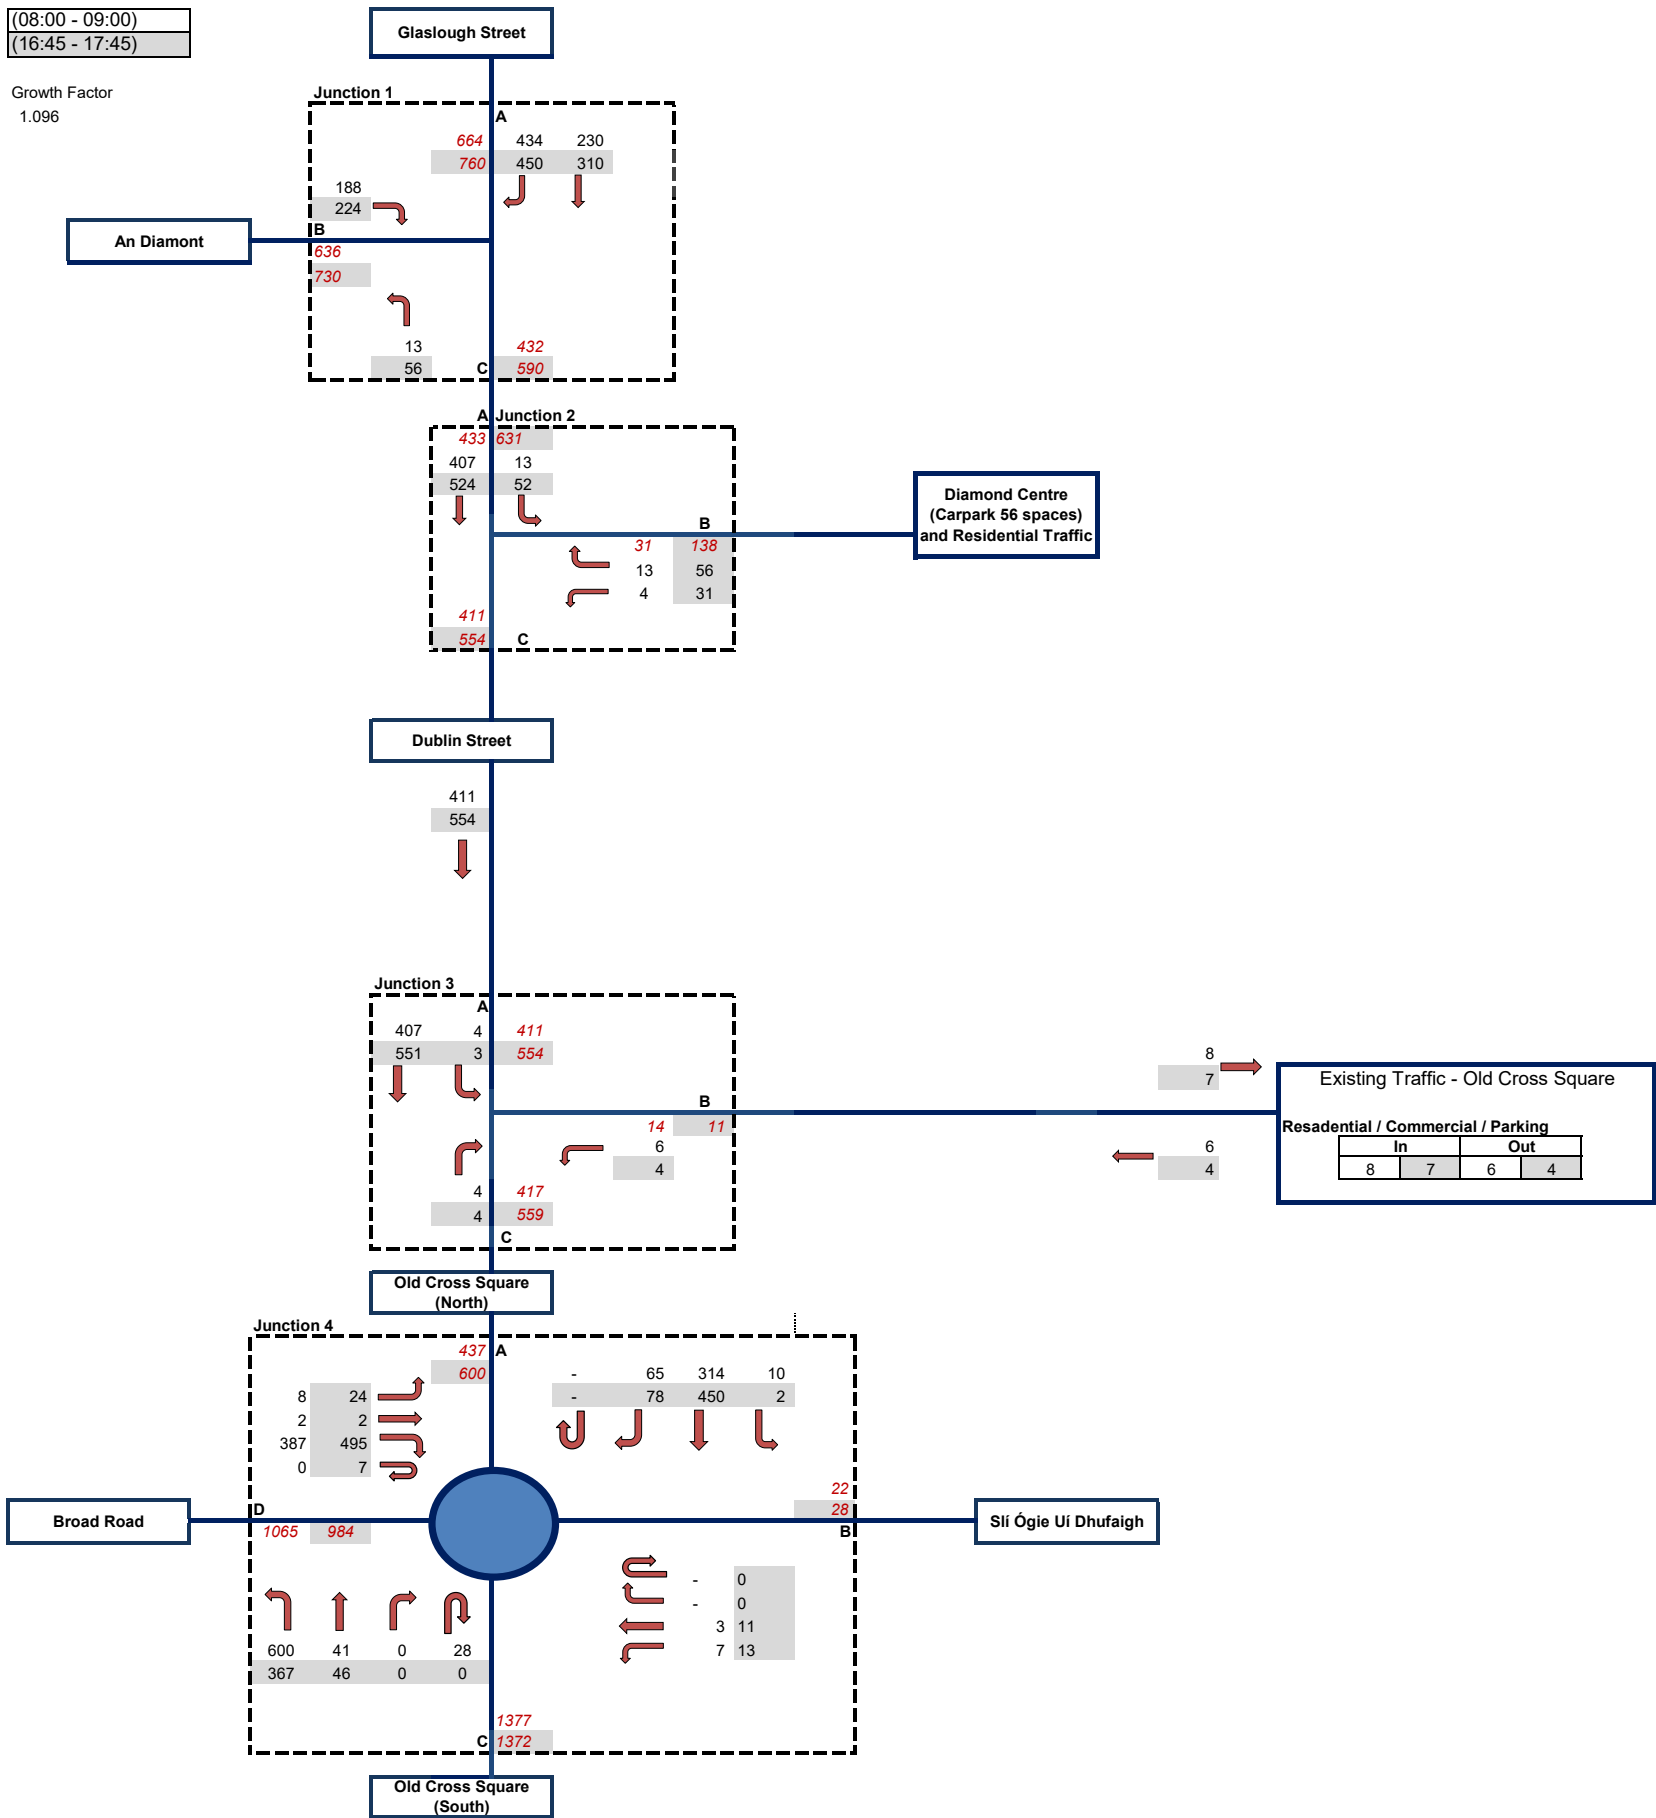 (08:00 - 09:00)
(16:45 - 17:45)
Glaslough Street
Growth Factor
1.096
Junction 1
A
664 434 230
760 450 310
188
224
An Diamont
B
636
730
13 432
56 C 590
A Junction 2
433 631
407 13
524 52
Diamond Centre
(Carpark 56 spaces)
and Residential Traffic
B
31 138
13 56
4 31
411
554 C
Dublin Street
411
554
Junction 3
A
407 4 411
551 3 554
8
7
Existing Traffic - Old Cross Square
B
14 11
Resadential / Commercial / Parking
6
4
6
4
In Out
8 7 6 4
4 417
4 559
C
Old Cross Square
(North)
Junction 4
437 A
600
- 65 314 10
- 78 450 2
8 24
2 2
387 495
0 7
22
28
Broad Road
D
1065 984
B
Slí Ógie Uí Dhufaigh
- 0
- 0
3 11
7 13
600 41 0 28
367 46 0 0
1377
C 1372
Old Cross Square
(South)